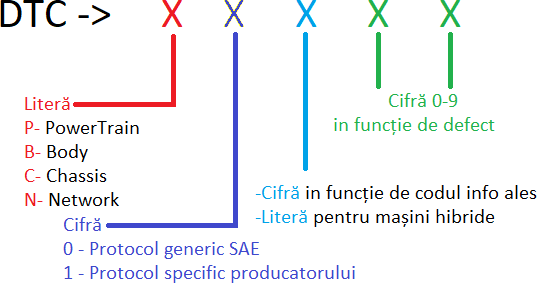 DTC -> X X X X X
Literă
P- PowerTrain
B- Body
C- Chassis
N- Network
Cifră
0 - Protocol generic SAE
1 - Protocol specific producatorului
-Cifră in funcție de codul info ales
-Literă pentru mașini hibride
Cifră 0-9
in funcție de defect